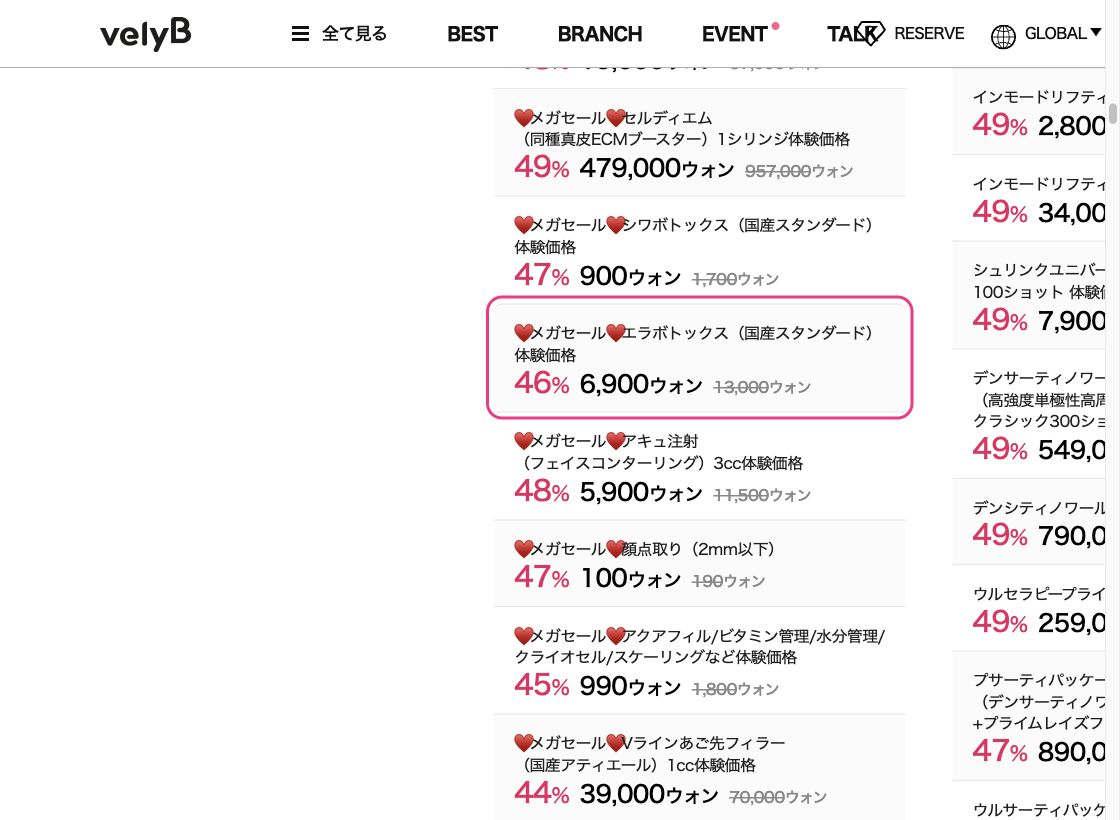 velyB
全て見る
BEST
BRANCH
EVENT
TALK
RESERVE
GLOBAL▼
❤️メガセール❤️セルディエム
（同種真皮ECMブースター）1シリンジ体験価格
49% 479,000ウォン 957,000ウォン
❤️メガセール❤️シワボトックス（国産スタンダード）
体験価格
47% 900ウォン 1,700ウォン
❤️メガセール❤️エラボトックス（国産スタンダード）
体験価格
46% 6,900ウォン 13,000ウォン
❤️メガセール❤️アキュ注射
（フェイスコンターリング）3cc体験価格
48% 5,900ウォン 11,500ウォン
❤️メガセール❤️顔点取り（2mm以下）
47% 100ウォン 190ウォン
❤️メガセール❤️アクアフィル/ビタミン管理/水分管理/
クライオセル/スケーリングなど体験価格
45% 990ウォン 1,800ウォン
❤️メガセール❤️Vラインあご先フィラー
（国産アティエール）1cc体験価格
44% 39,000ウォン 70,000ウォン
インモードリフティ
49% 2,800
インモードリフティ
49% 34,00
シュリンクユニバー
100ショット 体験価
49% 7,900
デンサーティノワー
（高強度単極性高周
クラシック300ショ
49% 549,0
デンシティノワール
49% 790,0
ウルセラピープライ
49% 259,0
プサーティパッケー
（デンサーティノワ
+プライムレイズフ
47% 890,0
ウルサーティパッケ